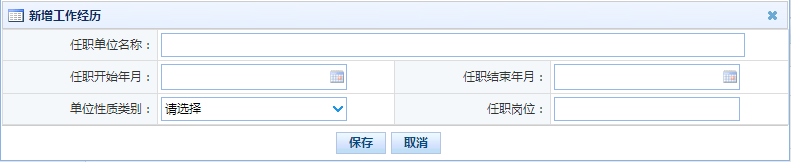 新增工作经历
任职单位名称：
任职开始年月： 任职结束年月：
单位性质类别： 请选择 任职岗位：
保存 取消